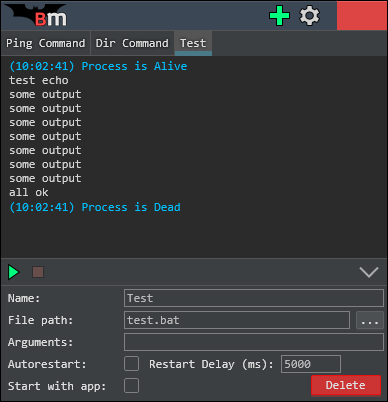 Bm
Ping Command Dir Command Test
(10:02:41) Process is Alive
test echo
some output
some output
some output
some output
some output
some output
some output
all ok
(10:02:41) Process is Dead
Name: Test
File path: test.bat ...
Arguments:
Autorestart: Restart Delay (ms): 5000
Start with app: Delete